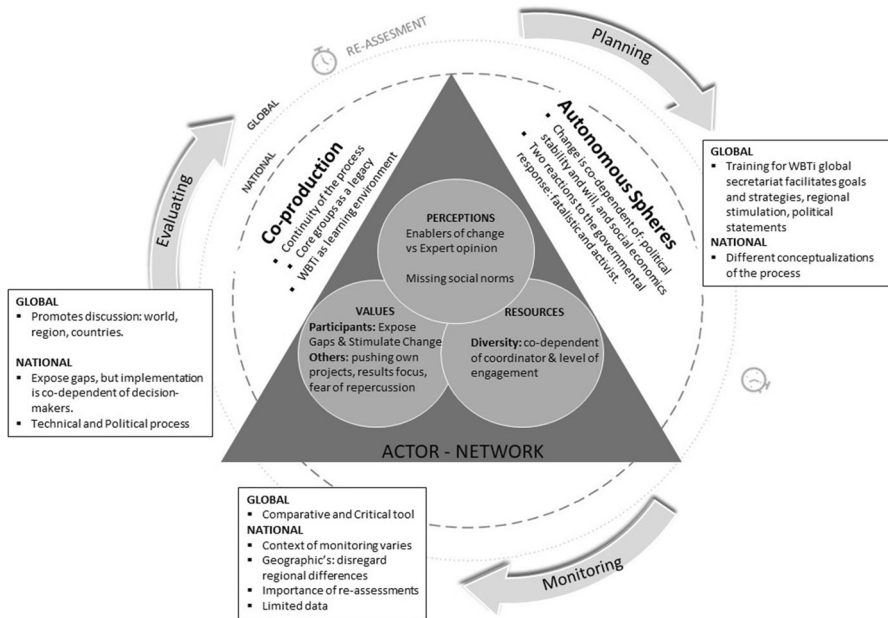 RE-ASSESMENT
Planning
GLOBAL
NATIONAL
Evaluating
Co-production
▪ Continuity of the process
▪ Core groups as a legacy
▪ WBTi as learning environment
Autonomous Spheres
▪ Change is co-dependent of: political
stability and will, and social economics
▪ Two reactions to the governmental
response: fatalistic and activist.
PERCEPTIONS
Enablers of change
vs Expert opinion
Missing social norms
VALUES
Participants: Expose
Gaps & Stimulate Change
Others: pushing own
projects, results focus,
fear of repercussion
RESOURCES
Diversity: co-dependent
of coordinator & level of
engagement
ACTOR - NETWORK
GLOBAL
▪ Training for WBTi global
secretariat facilitates goals
and strategies, regional
stimulation, political
statements
NATIONAL
▪ Different conceptualizations
of the process
GLOBAL
▪ Promotes discussion: world,
region, countries.
NATIONAL
▪ Expose gaps, but implementation
is co-dependent of decision-
makers.
▪ Technical and Political process
GLOBAL
▪ Comparative and Critical tool
NATIONAL
▪ Context of monitoring varies
▪ Geographic's: disregard
regional differences
▪ Importance of re-assessments
▪ Limited data
Monitoring